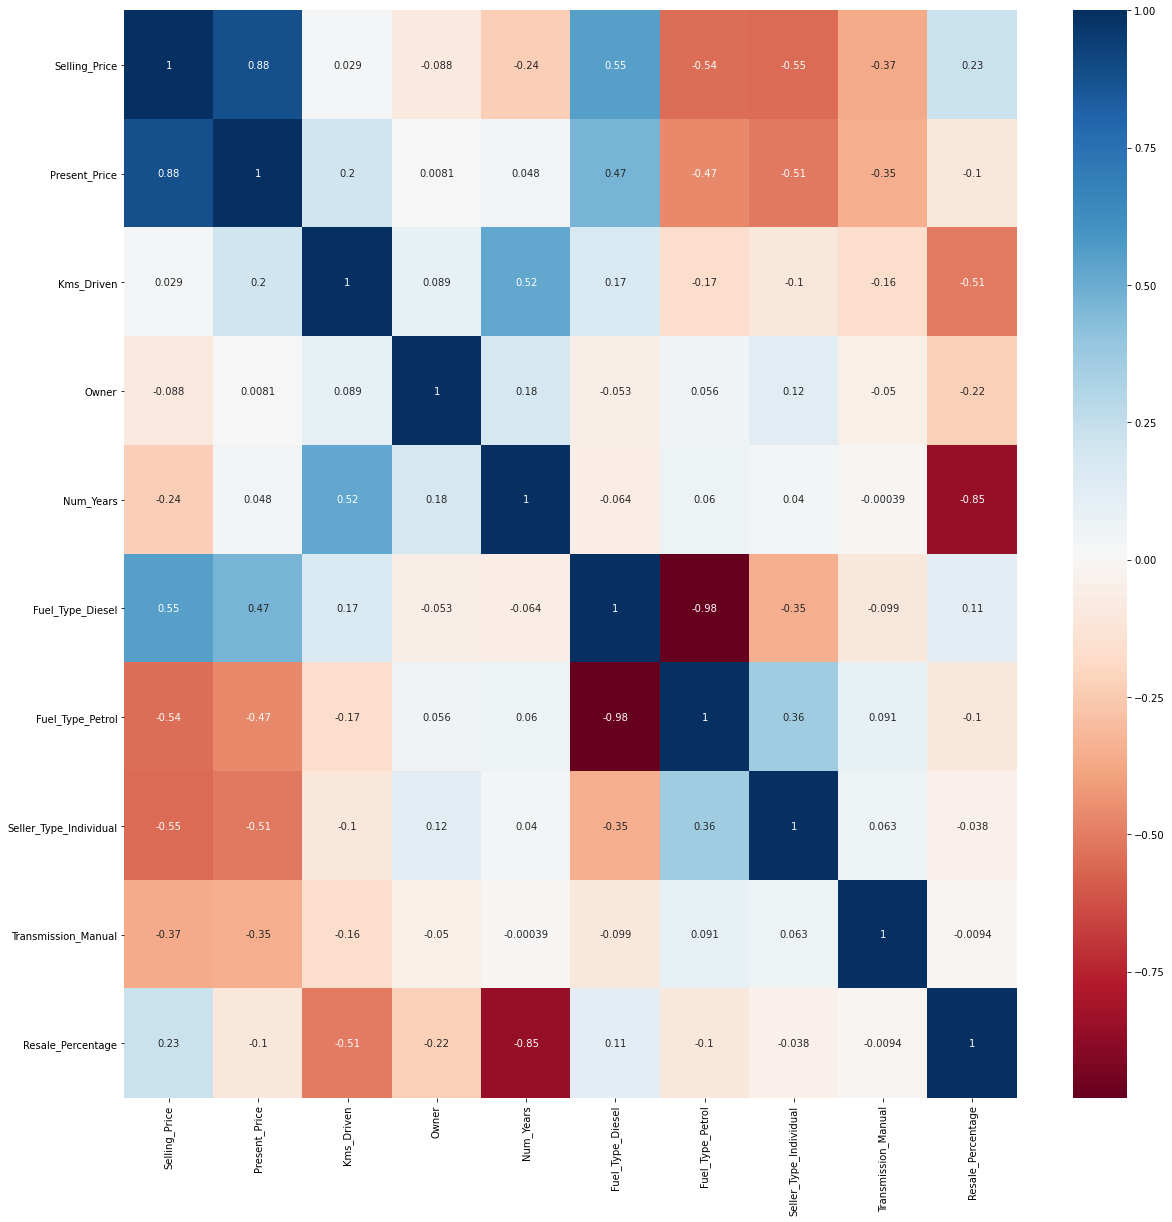 Selling_Price 1 0.88 0.029 -0.088 -0.24 0.55 -0.54 -0.55 -0.37 0.23
Present_Price 0.88 1 0.2 0.0081 0.048 0.47 -0.47 -0.51 -0.35 -0.1
Kms_Driven 0.029 0.2 1 0.089 0.52 0.17 -0.17 -0.1 -0.16 -0.51
Owner -0.088 0.0081 0.089 1 0.18 -0.053 0.056 0.12 -0.05 -0.22
Num_Years -0.24 0.048 0.52 0.18 1 -0.064 0.06 0.04 -0.00039 -0.85
Fuel_Type_Diesel 0.55 0.47 0.17 -0.053 -0.064 1 -0.98 -0.35 -0.099 0.11
Fuel_Type_Petrol -0.54 -0.47 -0.17 0.056 0.06 -0.98 1 0.36 0.091 -0.1
Seller_Type_Individual -0.55 -0.51 -0.1 0.12 0.04 -0.35 0.36 1 0.063 -0.038
Transmission_Manual -0.37 -0.35 -0.16 -0.05 -0.00039 -0.099 0.091 0.063 1 -0.0094
Resale_Percentage 0.23 -0.1 -0.51 -0.22 -0.85 0.11 -0.1 -0.038 -0.0094 1
Selling_Price
Present_Price
Kms_Driven
Owner
Num_Years
Fuel_Type_Diesel
Fuel_Type_Petrol
Seller_Type_Individual
Transmission_Manual
Resale_Percentage
1.00
0.75
0.50
0.25
0.00
−0.25
−0.50
−0.75